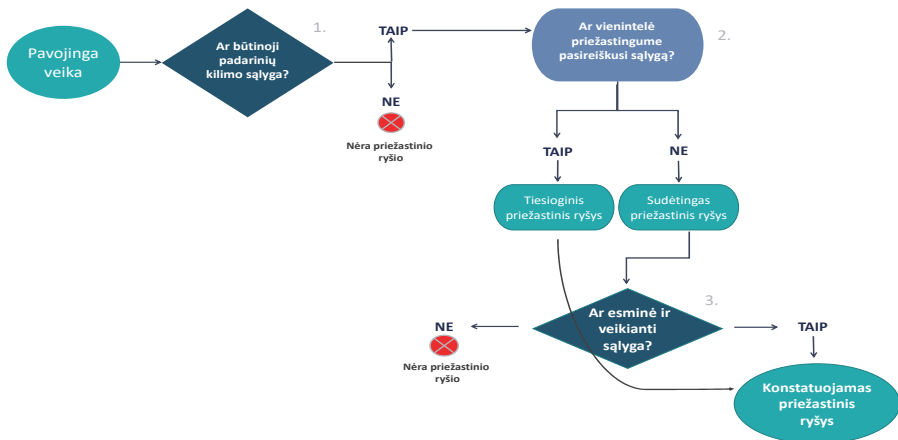 Pavojinga
veika
Ar būtinoji
padarinių
kilimo sąlyga?
1.
TAIP
NE
Nėra priežastinio
ryšio
Ar vienintelė
priežastingume
pasireiškusi sąlygą?
2.
TAIP
NE
Tiesioginis
priežastinis ryšys
Sudėtingas
priežastinis ryšys
Ar esminė ir
veikianti
sąlyga?
3.
NE
Nėra priežastinio
ryšio
TAIP
Konstatuojamas
priežastinis
ryšys